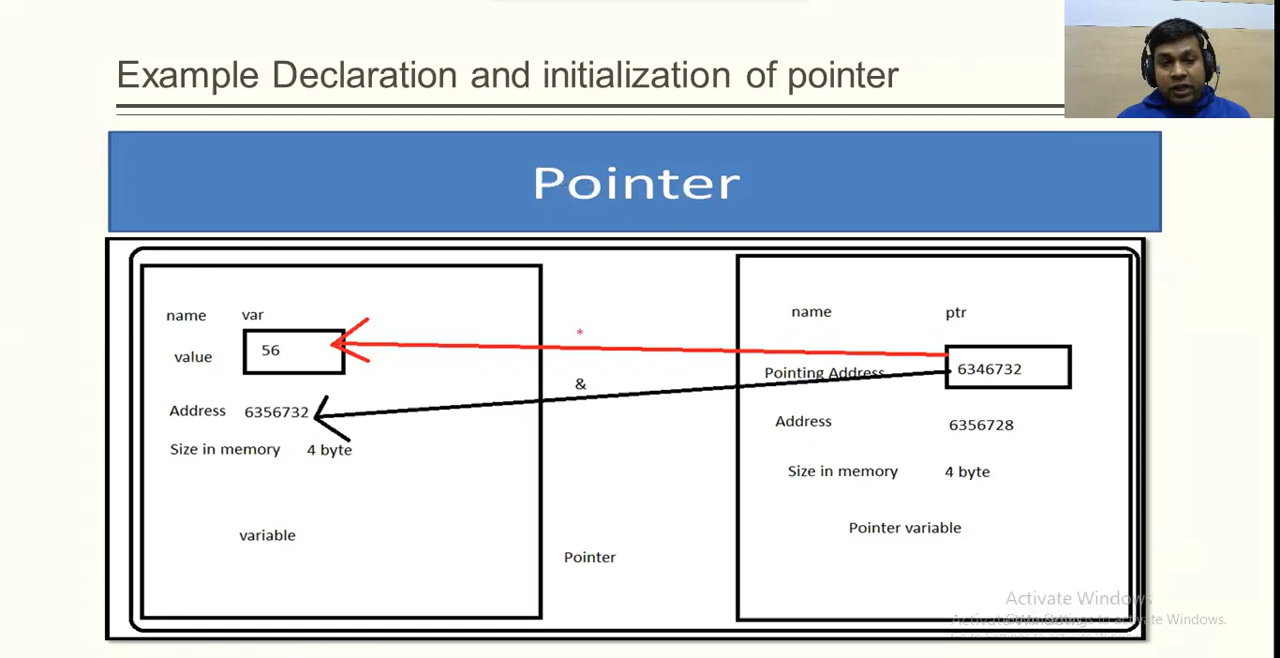 Example Declaration and initialization of pointer
Pointer
name var
value 56
Address 6356732
Size in memory 4 byte
variable
*
&
Pointer
name ptr
Pointing Address 6346732
Address 6356728
Size in memory 4 byte
Pointer variable
Activate Windows